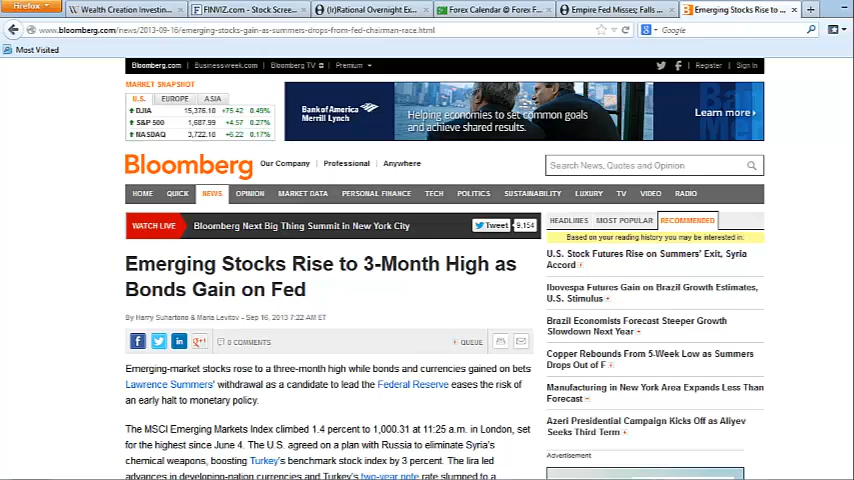 Firefox
Wealth Creation Investin...
FINVIZ.com - Stock Scree...
(Ir)Rational Overnight Ex...
Forex Calendar @ Forex F...
Empire Fed Misses; Falls ...
Emerging Stocks Rise to ...
www.bloomberg.com/news/2013-09-16/emerging-stocks-gain-as-summers-drops-from-fed-chairman-race.html
Google
Most Visited
Bloomberg.com | Businessweek.com | Bloomberg TV | Premium
Register | Sign In
MARKET SNAPSHOT
U.S. EUROPE ASIA
DJIA 15,376.10 +75.42 0.49%
S&P 500 1,687.99 +4.57 0.27%
NASDAQ 3,722.18 +6.22 0.17%
Bank of America
Merrill Lynch
Helping economies to set common goals
and achieve shared results.
Learn more
Bloomberg
Our Company | Professional | Anywhere
Search News, Quotes and Opinion
HOME QUICK NEWS OPINION MARKET DATA PERSONAL FINANCE TECH POLITICS SUSTAINABILITY LUXURY TV VIDEO RADIO
WATCH LIVE Bloomberg Next Big Thing Summit in New York City Tweet 9,154
Emerging Stocks Rise to 3-Month High as
Bonds Gain on Fed
By Harry Suhartono & Maria Levitov - Sep 16, 2013 7:22 AM ET
0 COMMENTS
QUEUE
Emerging-market stocks rose to a three-month high while bonds and currencies gained on bets
Lawrence Summers' withdrawal as a candidate to lead the Federal Reserve eases the risk of
an early halt to monetary policy.
The MSCI Emerging Markets Index climbed 1.4 percent to 1,000.31 at 11:25 a.m. in London, set
for the highest since June 4. The U.S. agreed on a plan with Russia to eliminate Syria's
chemical weapons, boosting Turkey's benchmark stock index by 3 percent. The lira led
advances in developing-nation currencies and Turkey's two-year note rate slumped to a
HEADLINES MOST POPULAR RECOMMENDED
Based on your reading history you may be interested in:
U.S. Stock Futures Rise on Summers' Exit, Syria
Accord
Ibovespa Futures Gain on Brazil Growth Estimates,
U.S. Stimulus
Brazil Economists Forecast Steeper Growth
Slowdown Next Year
Copper Rebounds From 5-Week Low as Summers
Drops Out of F
Manufacturing in New York Area Expands Less Than
Forecast
Azeri Presidential Campaign Kicks Off as Aliyev
Seeks Third Term
Advertisement